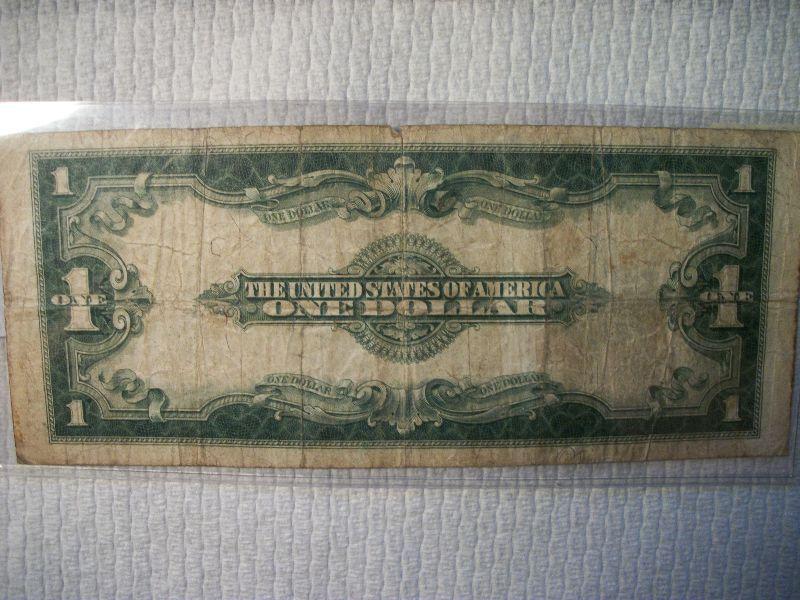 1 1
ONE DOLLAR ONE DOLLAR
THE UNITED STATES OF AMERICA
ONE 1 ONE DOLLAR ONE 1
ONE DOLLAR ONE DOLLAR
1 1